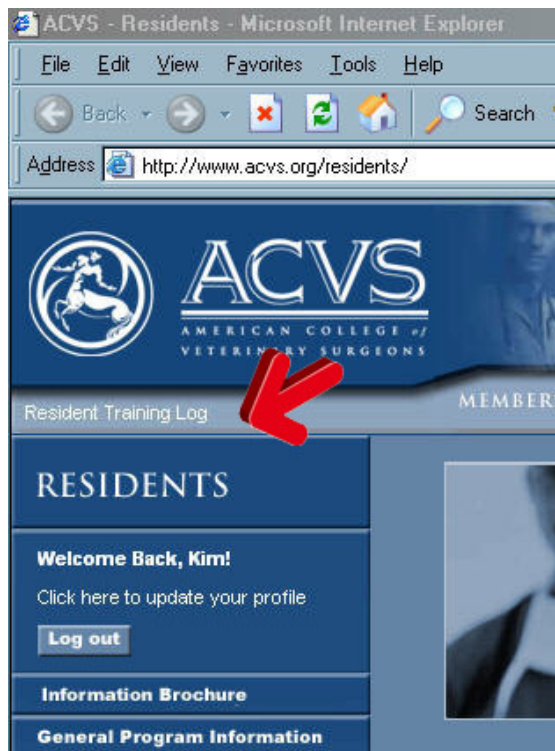 ACVS - Residents - Microsoft Internet Explorer
File Edit View Favorites Tools Help
Back Search
Address http://www.acvs.org/residents/
ACVS
AMERICAN COLLEGE of
VETERINARY SURGEONS
Resident Training Log
MEMBER
RESIDENTS
Welcome Back, Kim!
Click here to update your profile
Log out
Information Brochure
General Program Information